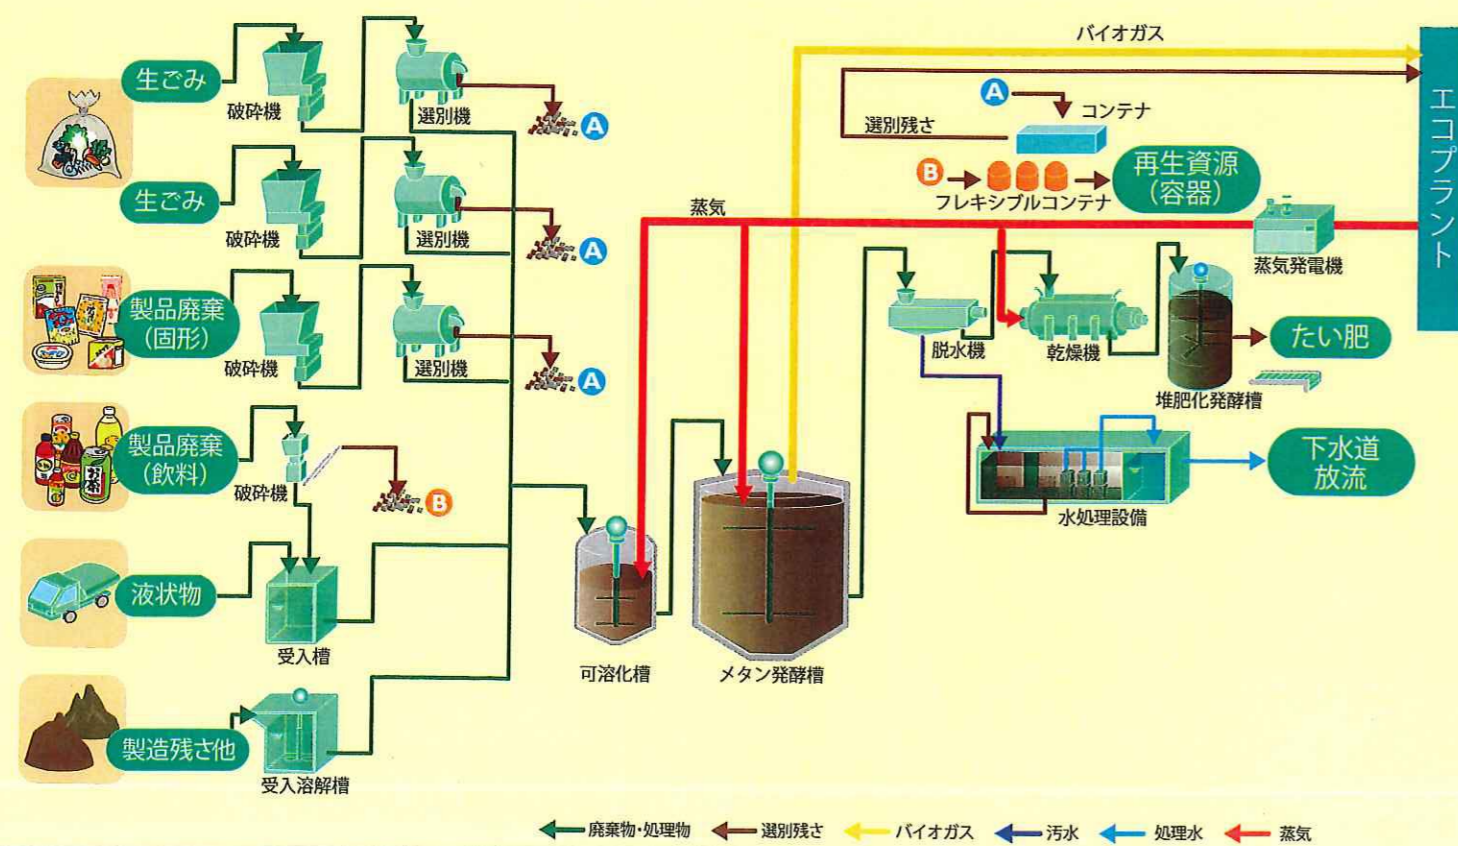 生ごみ
破砕機
選別機
A
生ごみ
破砕機
選別機
A
製品廃棄
(固形)
破砕機
選別機
A
製品廃棄
(飲料)
破砕機
B
液状物
受入槽
製造残さ他
受入溶解槽
可溶化槽
メタン発酵槽
蒸気
バイオガス
選別残さ
A
コンテナ
B
フレキシブルコンテナ
再生資源
(容器)
エコプラント
蒸気発電機
脱水機
乾燥機
堆肥化発酵槽
たい肥
水処理設備
下水道
放流
廃棄物・処理物
選別残さ
バイオガス
汚水
処理水
蒸気